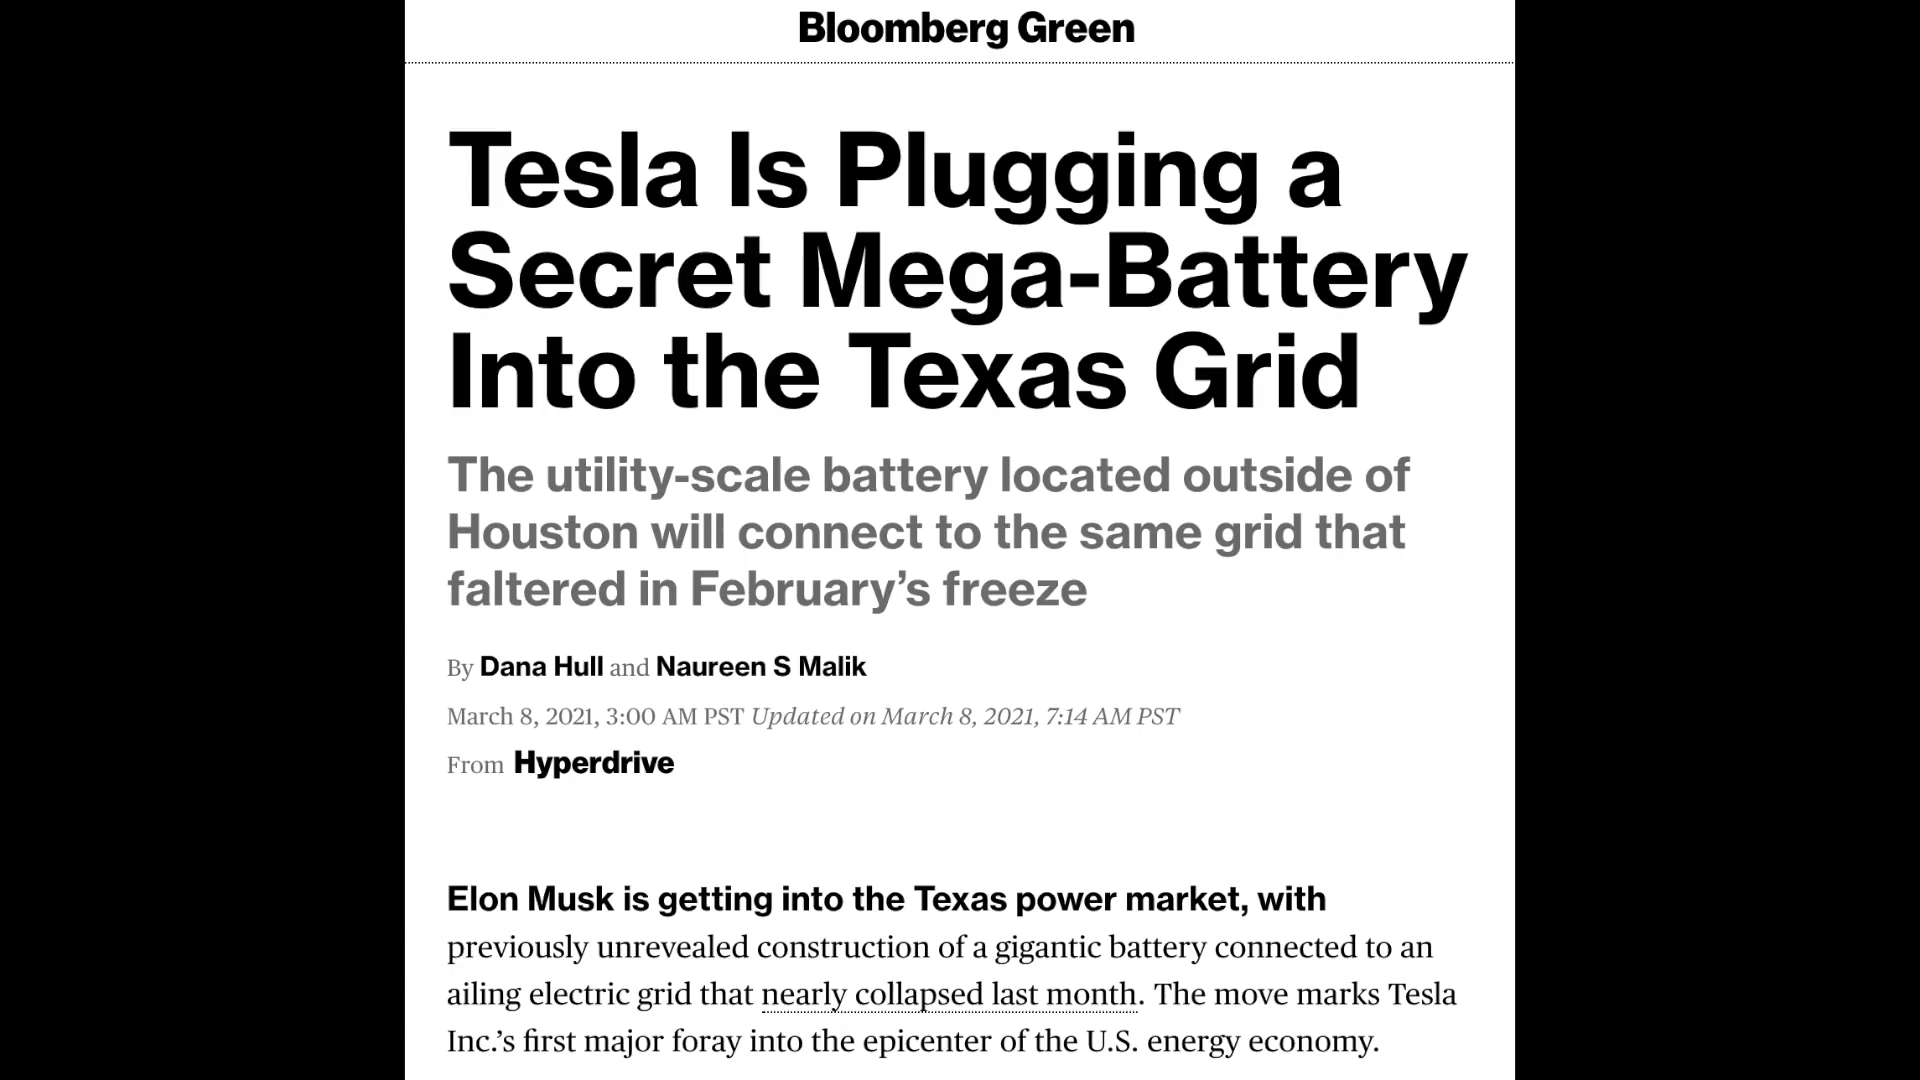 Bloomberg Green
Tesla Is Plugging a
Secret Mega-Battery
Into the Texas Grid
The utility-scale battery located outside of
Houston will connect to the same grid that
faltered in February’s freeze
By Dana Hull and Naureen S Malik
March 8, 2021, 3:00 AM PST Updated on March 8, 2021, 7:14 AM PST
From Hyperdrive
Elon Musk is getting into the Texas power market, with
previously unrevealed construction of a gigantic battery connected to an
ailing electric grid that nearly collapsed last month. The move marks Tesla
Inc.’s first major foray into the epicenter of the U.S. energy economy.